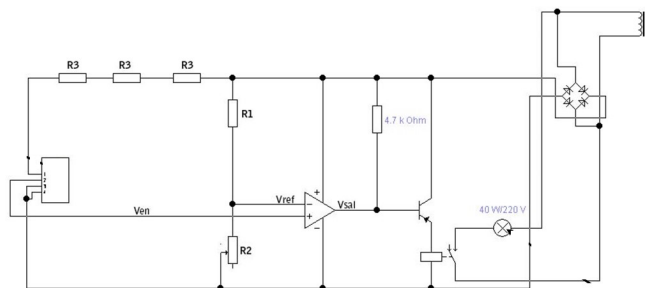 R3 R3 R3
R1
4.7 k Ohm
Vref
Vsal
Ven
40 W/220 V
R2